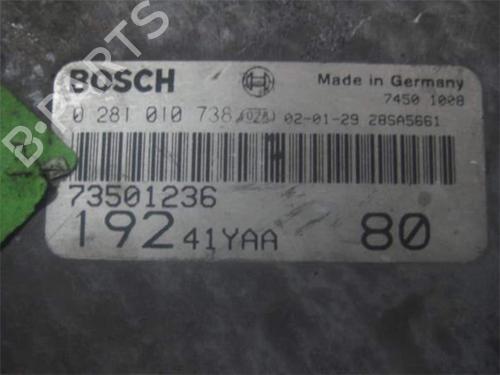 BOSCH
Made in Germany
7450 1008
0 281 010 738 028 02-01-29 28SA5661
73501236
192 41YAA 80
B-PARTS